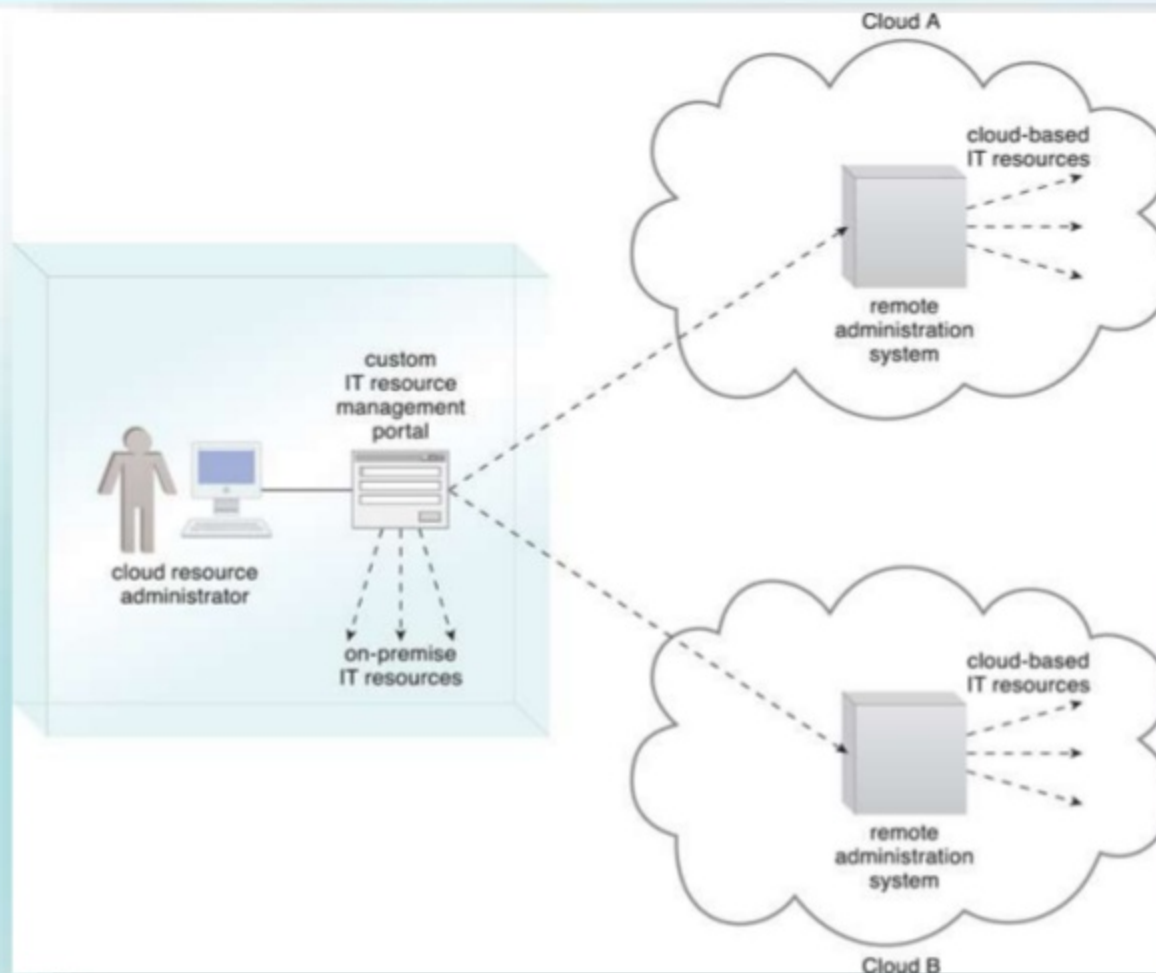 Cloud A
cloud-based
IT resources
remote
administration
system
custom
IT resource
management
portal
cloud resource
administrator
on-premise
IT resources
cloud-based
IT resources
remote
administration
system
Cloud B